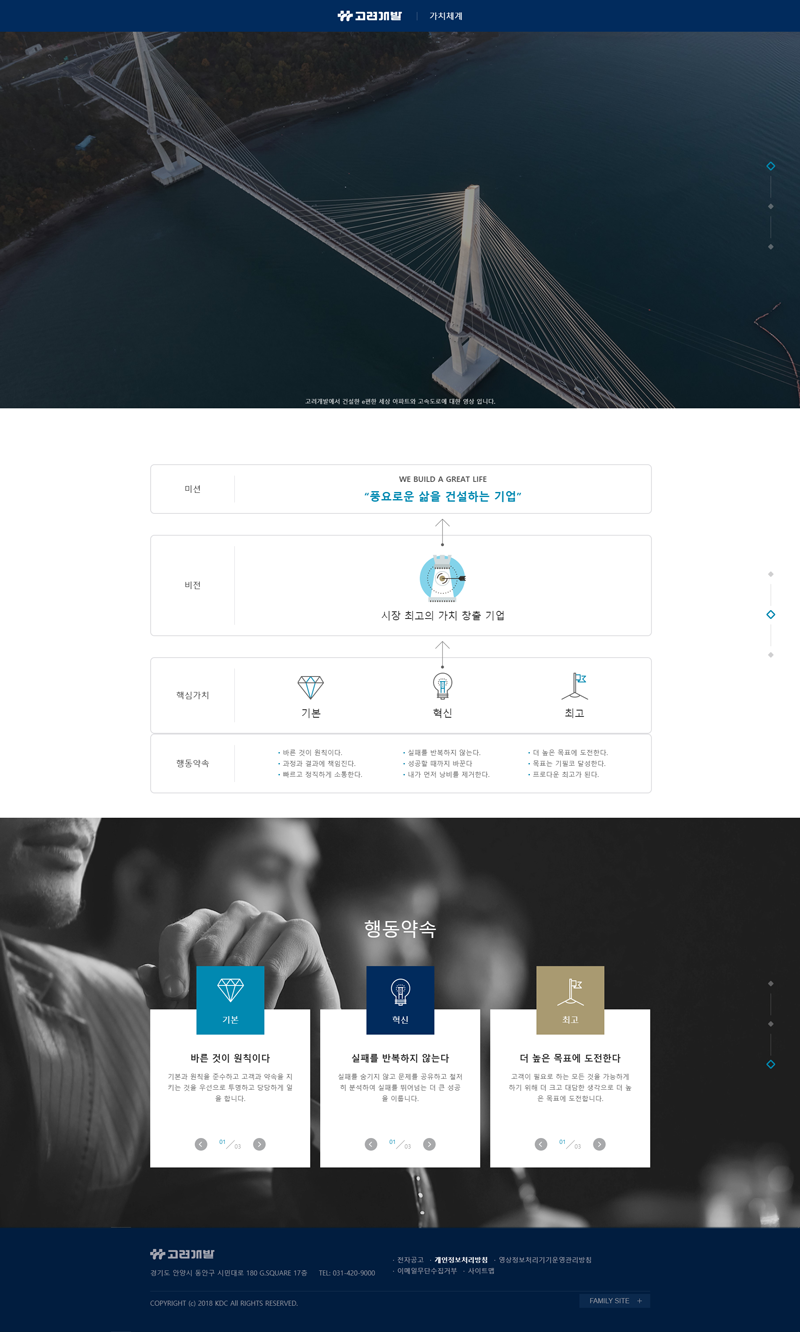 고려개발 | 가치체계
고려개발에서 건설한 e편한 세상 아파트와 고속도로에 대한 영상 입니다.
미션
WE BUILD A GREAT LIFE
"풍요로운 삶을 건설하는 기업"
비전
시장 최고의 가치 창출 기업
핵심가치
기본
혁신
최고
행동약속
· 바른 것이 원칙이다.
· 과정과 결과에 책임진다.
· 빠르고 정직하게 소통한다.
· 실패를 반복하지 않는다.
· 성공할 때까지 바꾼다
· 내가 먼저 낭비를 제거한다.
· 더 높은 목표에 도전한다.
· 목표는 기필코 달성한다.
· 프로다운 최고가 된다.
행동약속
기본
바른 것이 원칙이다
기본과 원칙을 준수하고 고객과 약속을 지
키는 것을 우선으로 투명하고 당당하게 일
을 합니다.
01 / 03
혁신
실패를 반복하지 않는다
실패를 숨기지 않고 문제를 공유하고 철저
히 분석하여 실패를 뛰어넘는 더 큰 성공
을 이룹니다.
01 / 03
최고
더 높은 목표에 도전한다
고객이 필요로 하는 모든 것을 가능하게
하기 위해 더 크고 대담한 생각으로 더 높
은 목표에 도전합니다.
01 / 03
고려개발
경기도 안양시 동안구 시민대로 180 G.SQUARE 17층 TEL: 031-420-9000
· 전자공고 · 개인정보처리방침 · 영상정보처리기기운영관리방침
· 이메일무단수집거부 · 사이트맵
COPYRIGHT (c) 2018 KDC All RIGHTS RESERVED.
FAMILY SITE +